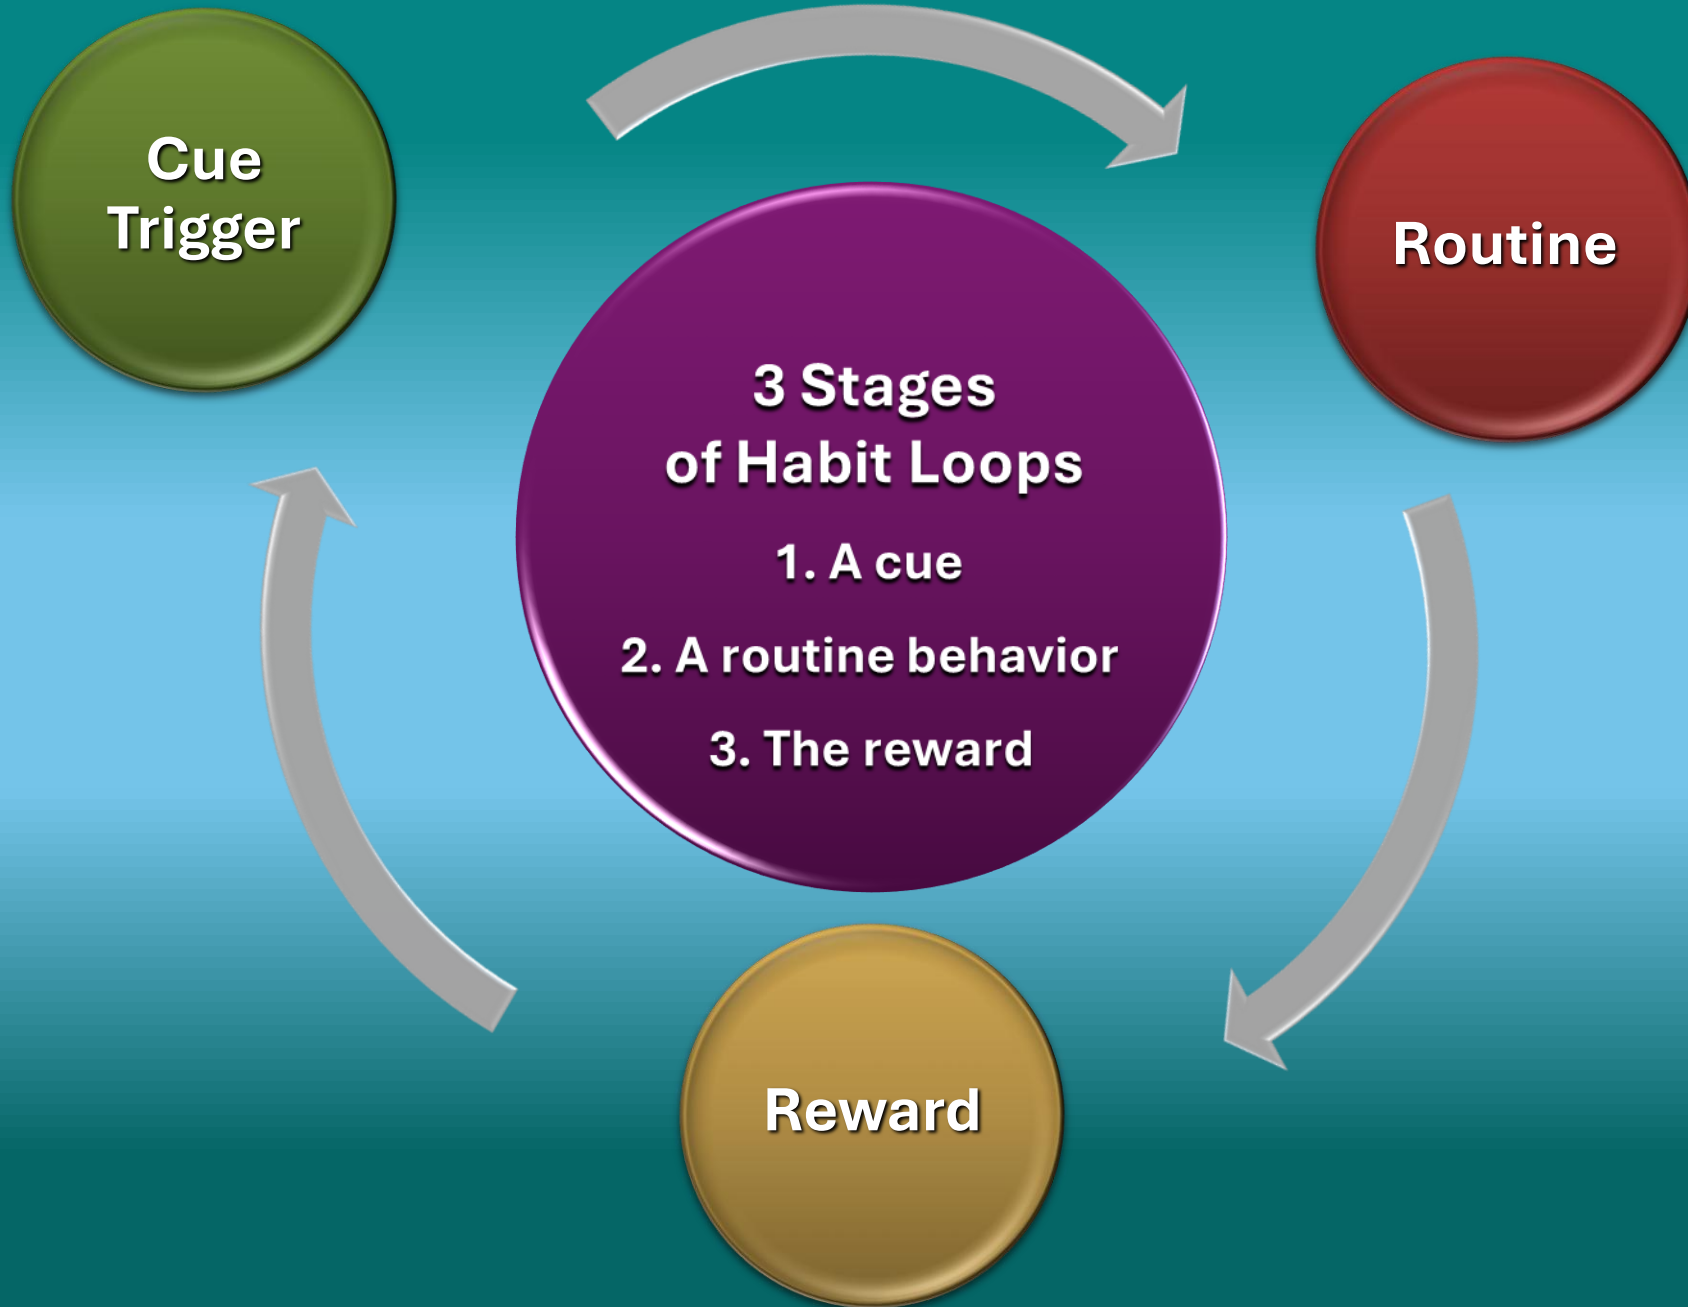 Cue
Trigger
Routine
3 Stages
of Habit Loops
1. A cue
2. A routine behavior
3. The reward
Reward